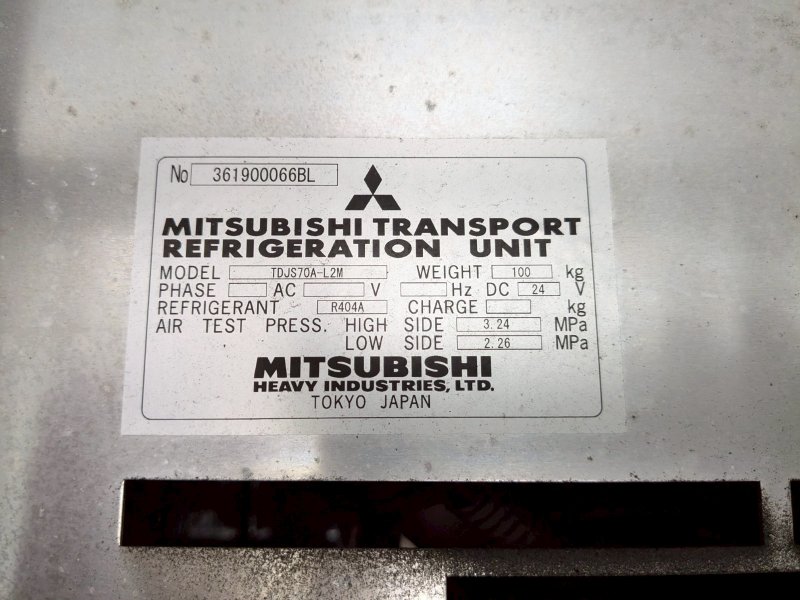 No 361900066BL
MITSUBISHI TRANSPORT
REFRIGERATION UNIT
MODEL TDJS70A-L2M WEIGHT 100 kg
PHASE AC V Hz DC 24 V
REFRIGERANT R404A CHARGE kg
AIR TEST PRESS. HIGH SIDE 3.24 MPa
LOW SIDE 2.26 MPa
MITSUBISHI
HEAVY INDUSTRIES, LTD.
TOKYO JAPAN